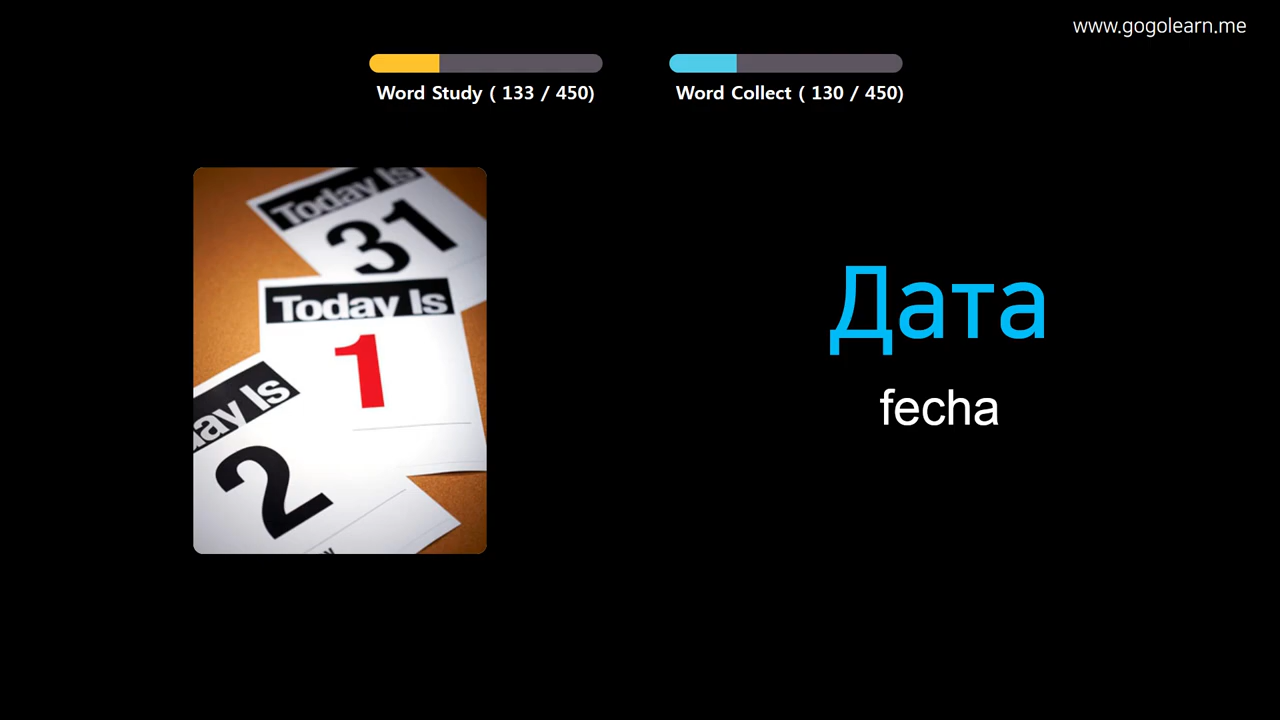 www.gogolearn.me
Word Study ( 133 / 450)
Word Collect ( 130 / 450)
Today Is
31
Today Is
1
ay Is
2
Дата
fecha